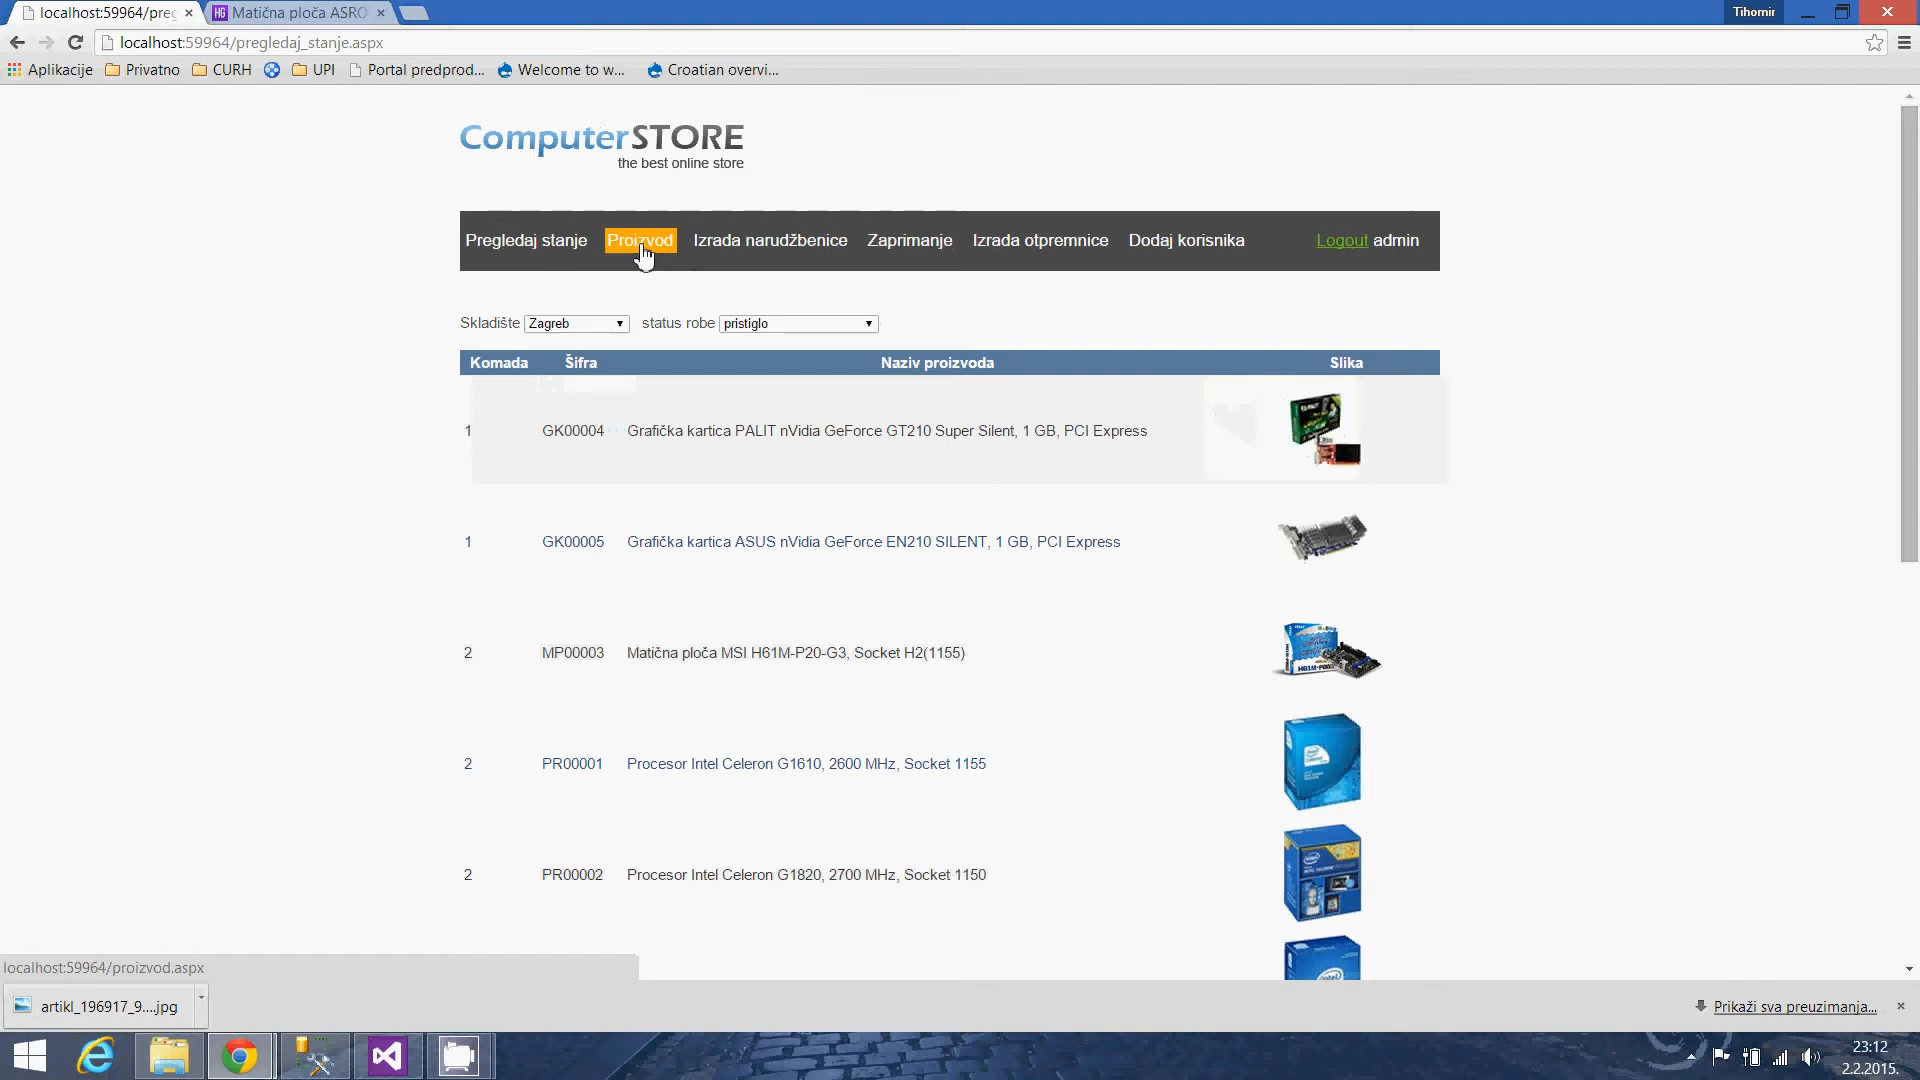 localhost:59964/preg
Matična ploča ASRO
Tihomir
localhost:59964/pregledaj_stanje.aspx
Aplikacije
Privatno
CURH
UPI
Portal predprod...
Welcome to w...
Croatian overvi...
ComputerSTORE
the best online store
Pregledaj stanje Proizvod Izrada narudžbenice Zaprimanje Izrada otpremnice Dodaj korisnika Logout admin
Skladište Zagreb status robe pristiglo
Komada Šifra Naziv proizvoda Slika
1 GK00004 Grafička kartica PALIT nVidia GeForce GT210 Super Silent, 1 GB, PCI Express
1 GK00005 Grafička kartica ASUS nVidia GeForce EN210 SILENT, 1 GB, PCI Express
2 MP00003 Matična ploča MSI H61M-P20-G3, Socket H2(1155)
2 PR00001 Procesor Intel Celeron G1610, 2600 MHz, Socket 1155
2 PR00002 Procesor Intel Celeron G1820, 2700 MHz, Socket 1150
localhost:59964/proizvod.aspx
artikl_196917_9....jpg
Prikaži sva preuzimanja...
23:12
2.2.2015.